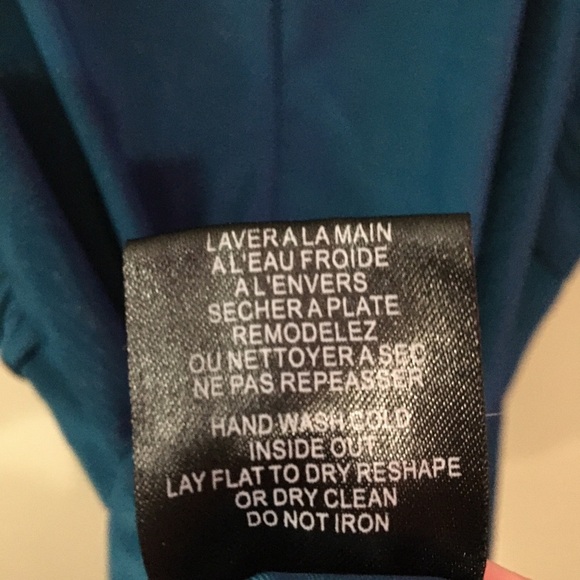 LAVER A LA MAIN
A L'EAU FROIDE
A L'ENVERS
SECHER A PLATE
REMODELEZ
OU NETTOYER A SEC
NE PAS REPEASSER
HAND WASH COLD
INSIDE OUT
LAY FLAT TO DRY RESHAPE
OR DRY CLEAN
DO NOT IRON